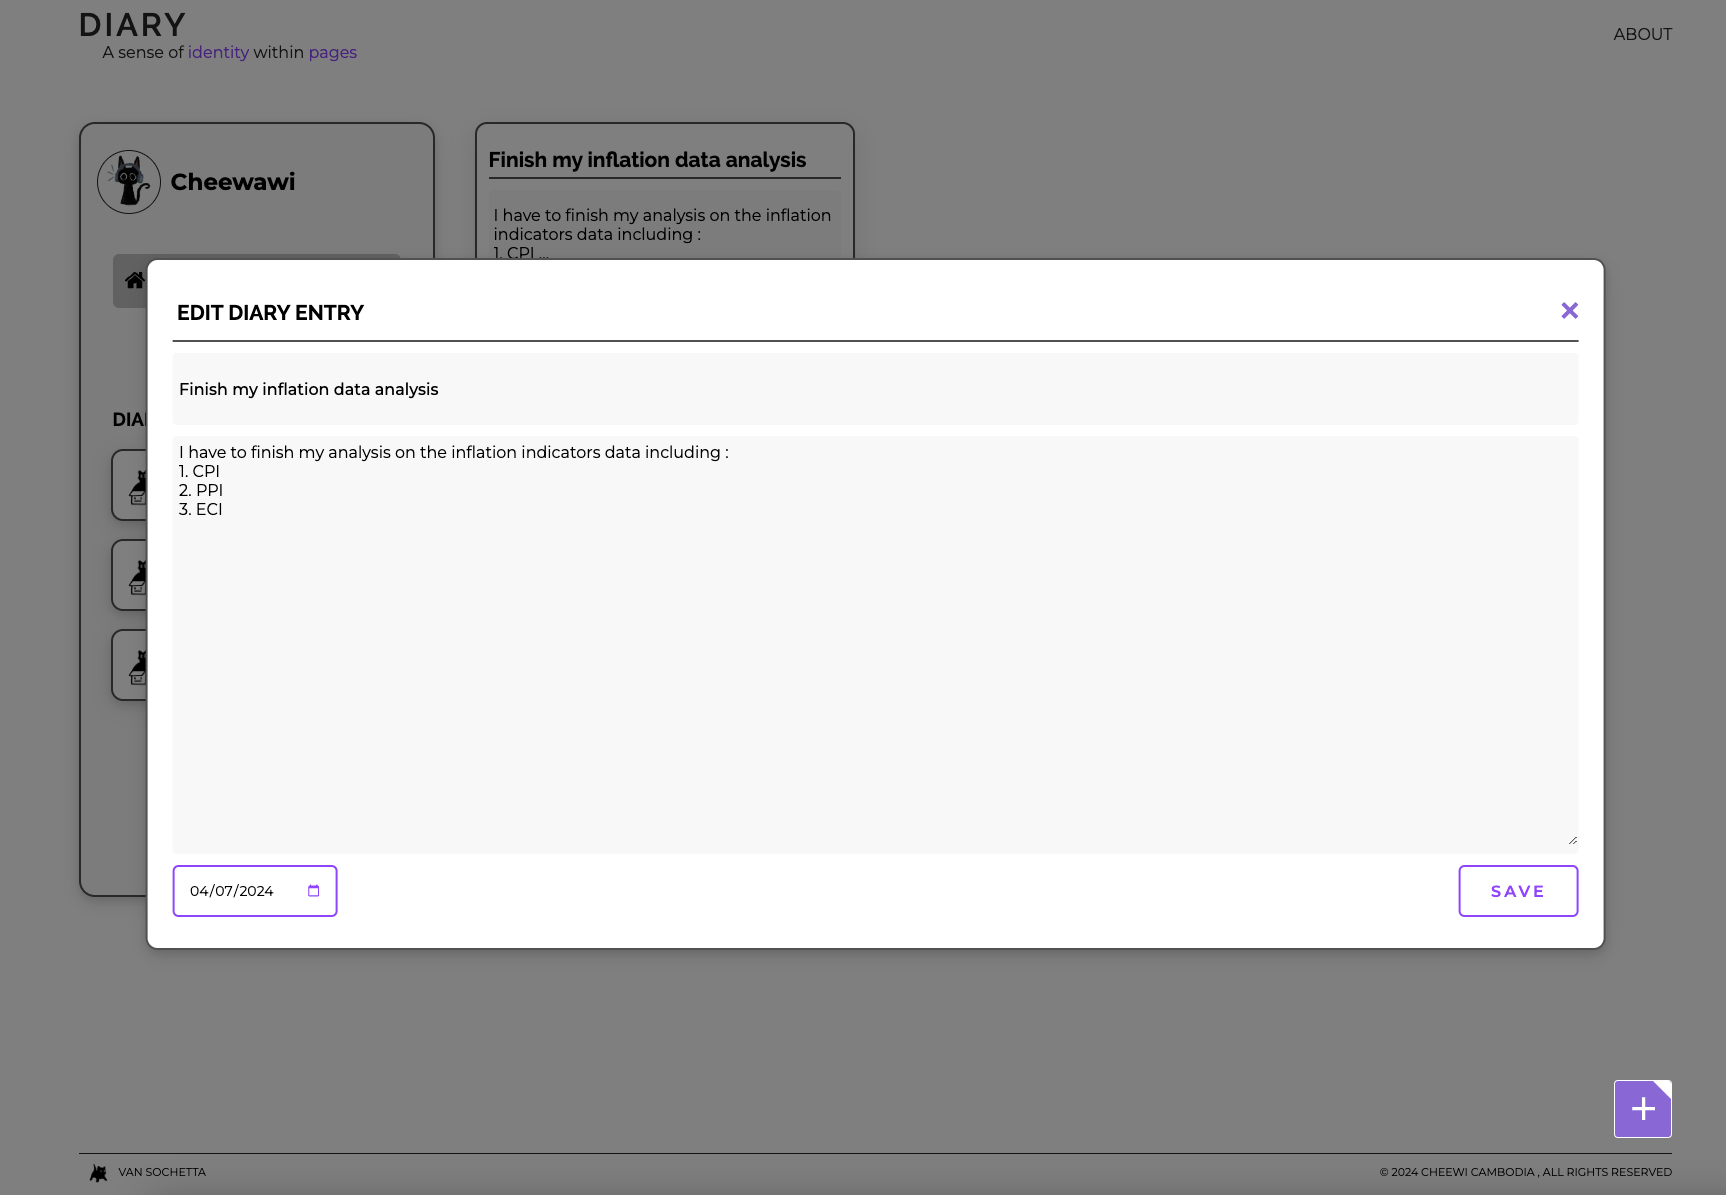 DIARY
A sense of identity within pages
ABOUT
Cheewawi
Finish my inflation data analysis
I have to finish my analysis on the inflation
indicators data including :
1. CPI ...
EDIT DIARY ENTRY
Finish my inflation data analysis
I have to finish my analysis on the inflation indicators data including :
1. CPI
2. PPI
3. ECI
04/07/2024
SAVE
VAN SOCHETTA
© 2024 CHEEWI CAMBODIA , ALL RIGHTS RESERVED